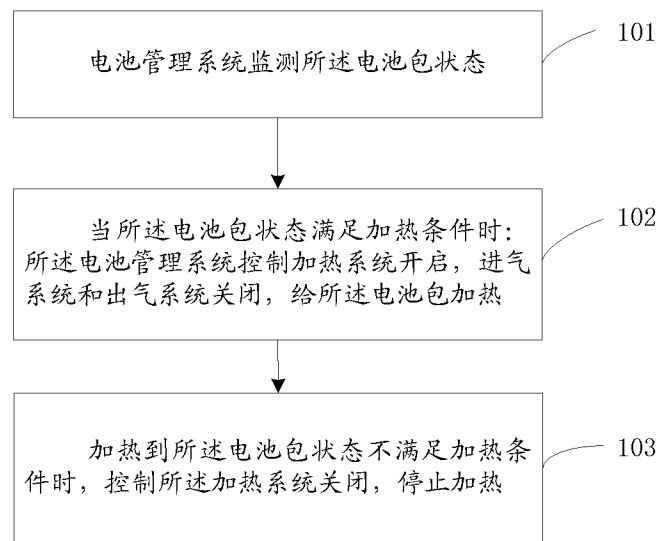 电池管理系统监测所述电池包状态
101
当所述电池包状态满足加热条件时：
所述电池管理系统控制加热系统开启，进气
系统和出气系统关闭，给所述电池包加热
102
加热到所述电池包状态不满足加热条
件时，控制所述加热系统关闭，停止加热
103